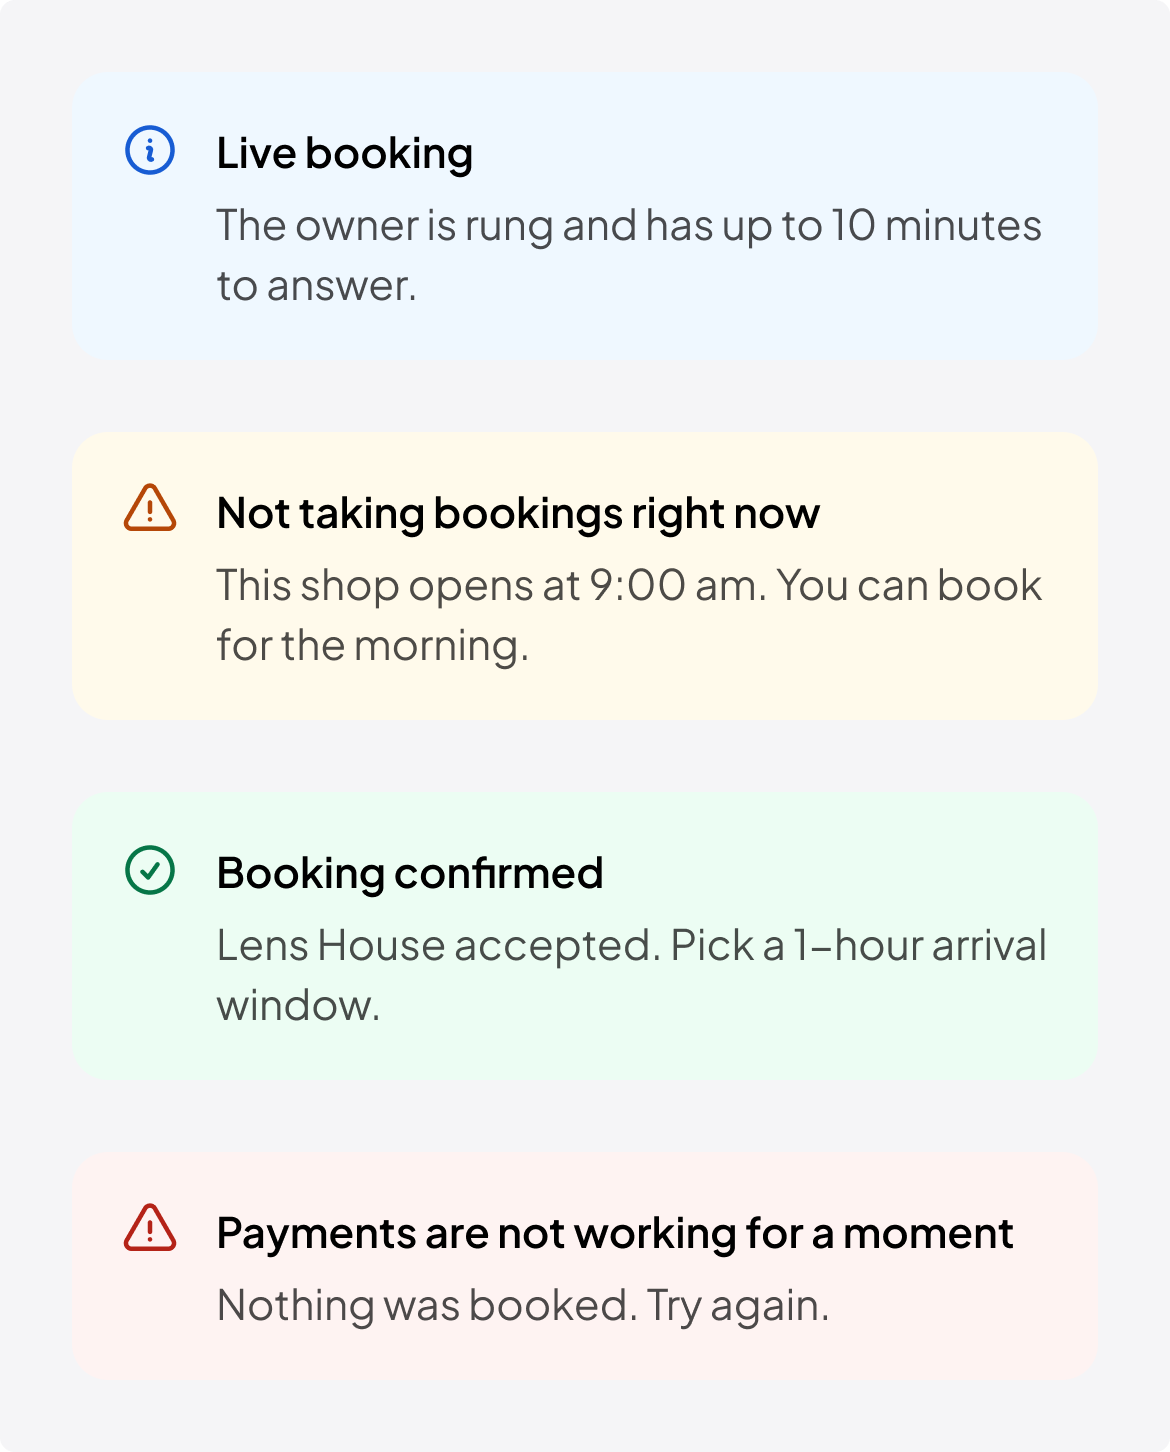 Live booking
The owner is rung and has up to 10 minutes
to answer.
Not taking bookings right now
This shop opens at 9:00 am. You can book
for the morning.
Booking confirmed
Lens House accepted. Pick a 1–hour arrival
window.
Payments are not working for a moment
Nothing was booked. Try again.